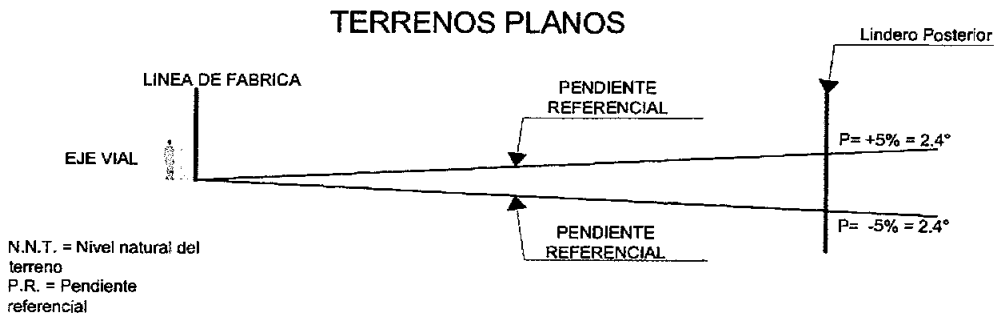 TERRENOS PLANOS
Lindero Posterior
LINEA DE FABRICA
PENDIENTE
REFERENCIAL
EJE VIAL
P= +5% = 2.4°
P= -5% = 2.4°
PENDIENTE
REFERENCIAL
N.N.T. = Nivel natural del
terreno
P.R. = Pendiente
referencial